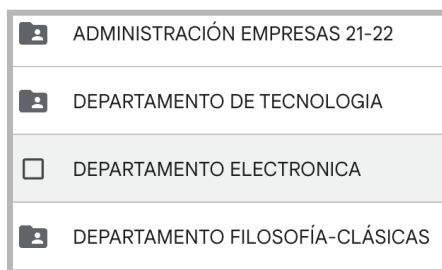 ADMINISTRACIÓN EMPRESAS 21-22
DEPARTAMENTO DE TECNOLOGIA
DEPARTAMENTO ELECTRONICA
DEPARTAMENTO FILOSOFÍA-CLÁSICAS